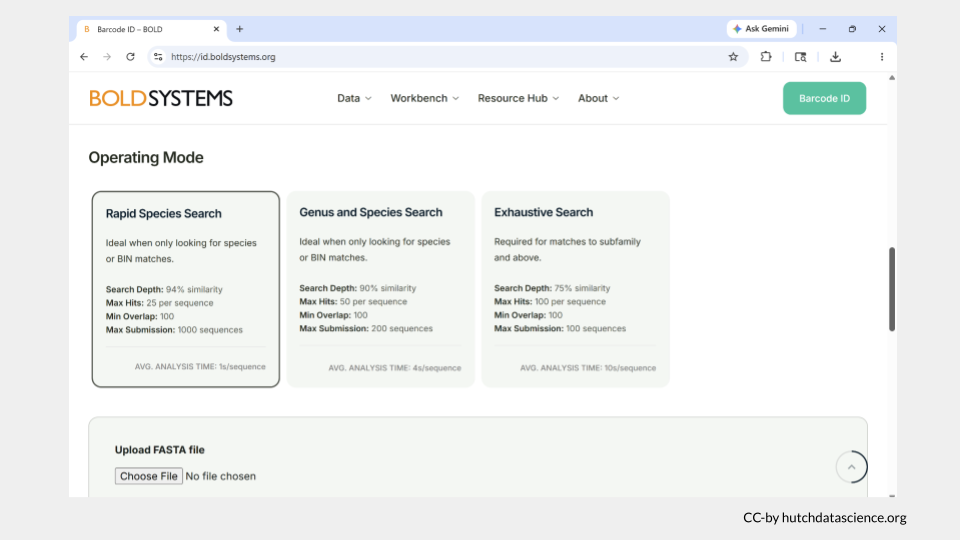 Barcode ID – BOLD
Ask Gemini
https://id.boldsystems.org
BOLDSYSTEMS
Data
Workbench
Resource Hub
About
Barcode ID
Operating Mode
Rapid Species Search
Ideal when only looking for species
or BIN matches.
Search Depth: 94% similarity
Max Hits: 25 per sequence
Min Overlap: 100
Max Submission: 1000 sequences
AVG. ANALYSIS TIME: 1s/sequence
Genus and Species Search
Ideal when only looking for species
or BIN matches.
Search Depth: 90% similarity
Max Hits: 50 per sequence
Min Overlap: 100
Max Submission: 200 sequences
AVG. ANALYSIS TIME: 4s/sequence
Exhaustive Search
Required for matches to subfamily
and above.
Search Depth: 75% similarity
Max Hits: 100 per sequence
Min Overlap: 100
Max Submission: 100 sequences
AVG. ANALYSIS TIME: 10s/sequence
Upload FASTA file
Choose File No file chosen
CC-by hutchdatascience.org